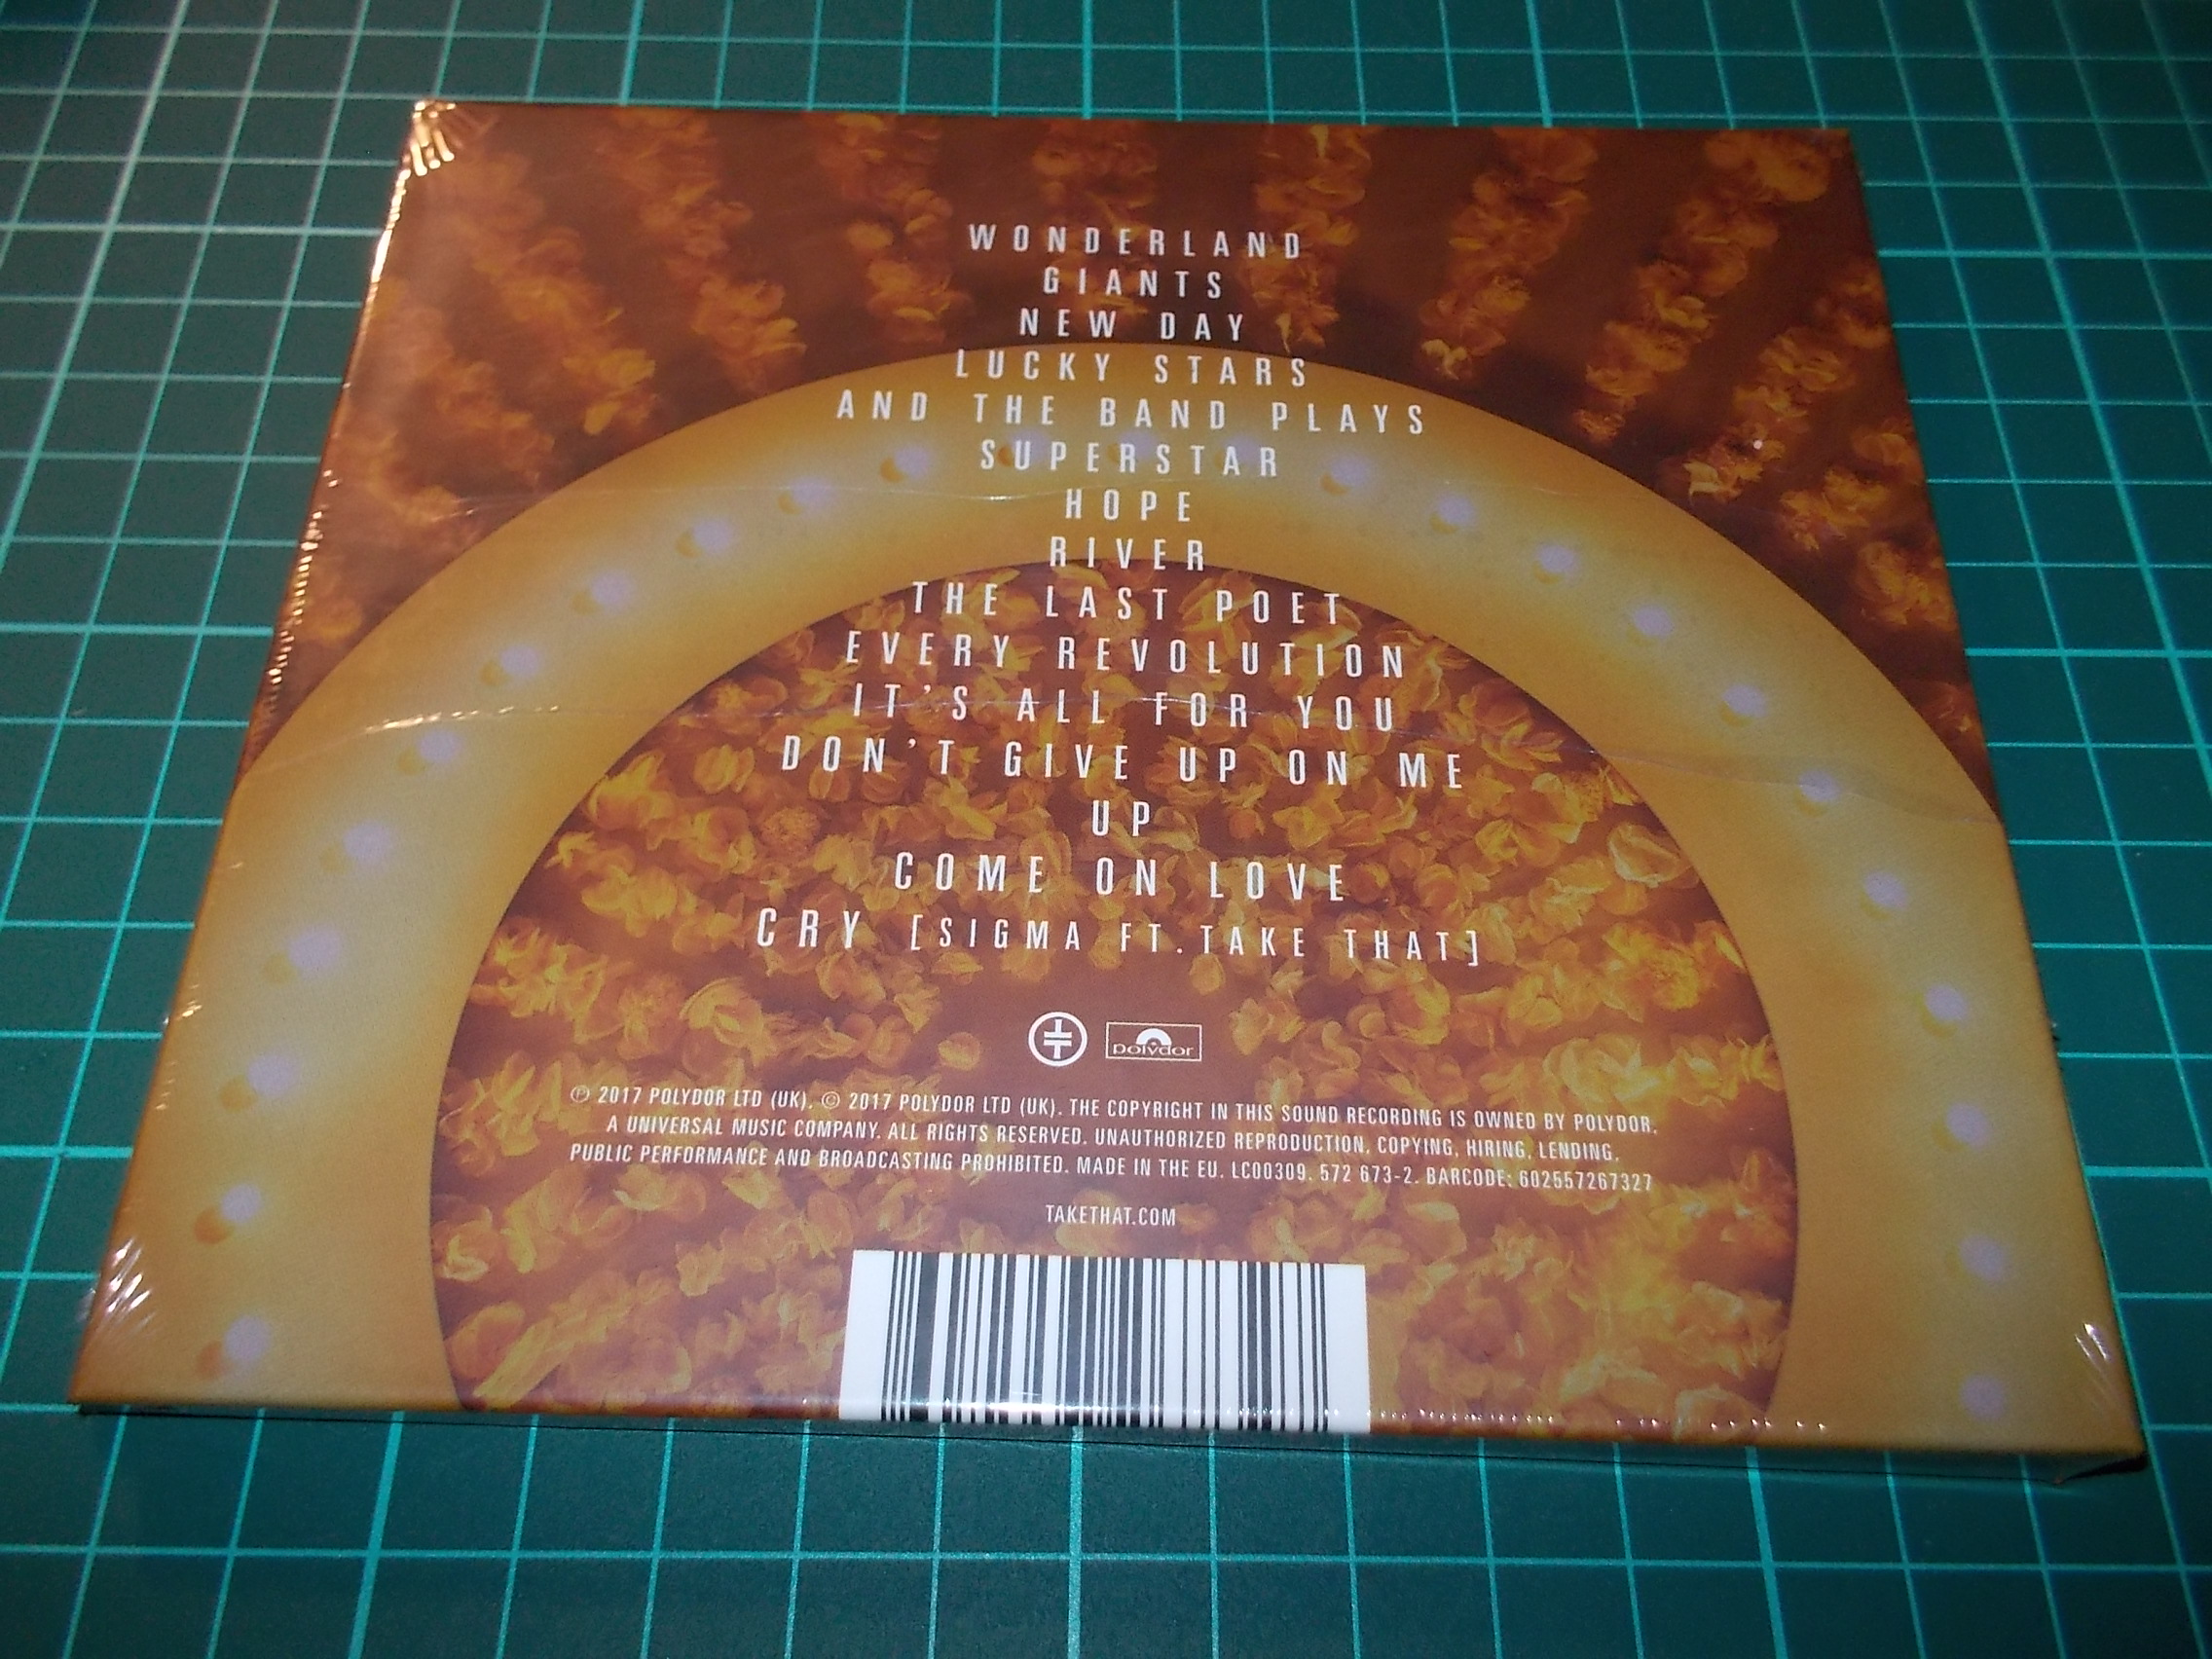 WONDERLAND
GIANTS
NEW DAY
LUCKY STARS
AND THE BAND PLAYS
SUPERSTAR
HOPE
RIVER
THE LAST POET
EVERY REVOLUTION
IT'S ALL FOR YOU
DON'T GIVE UP ON ME
UP
COME ON LOVE
CRY [SIGMA FT. TAKE THAT]
polydor
℗ 2017 POLYDOR LTD (UK). © 2017 POLYDOR LTD (UK). THE COPYRIGHT IN THIS SOUND RECORDING IS OWNED BY POLYDOR.
A UNIVERSAL MUSIC COMPANY. ALL RIGHTS RESERVED. UNAUTHORIZED REPRODUCTION, COPYING, HIRING, LENDING,
PUBLIC PERFORMANCE AND BROADCASTING PROHIBITED. MADE IN THE EU. LC00309. 572 673-2. BARCODE: 602557267327
TAKETHAT.COM